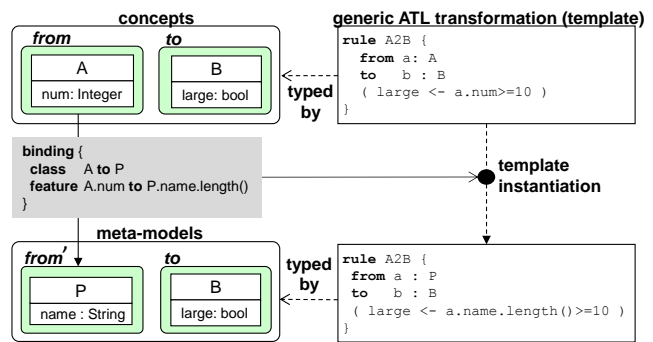 concepts
generic ATL transformation (template)
from
to
A
num: Integer
B
large: bool
typed
by
rule A2B {
from a: A
to b : B
( large <- a.num>=10 )
}
binding {
class A to P
feature A.num to P.name.length()
}
template
instantiation
meta-models
from'
to
P
name : String
B
large: bool
typed
by
rule A2B {
from a : P
to b : B
( large <- a.name.length()>=10 )
}